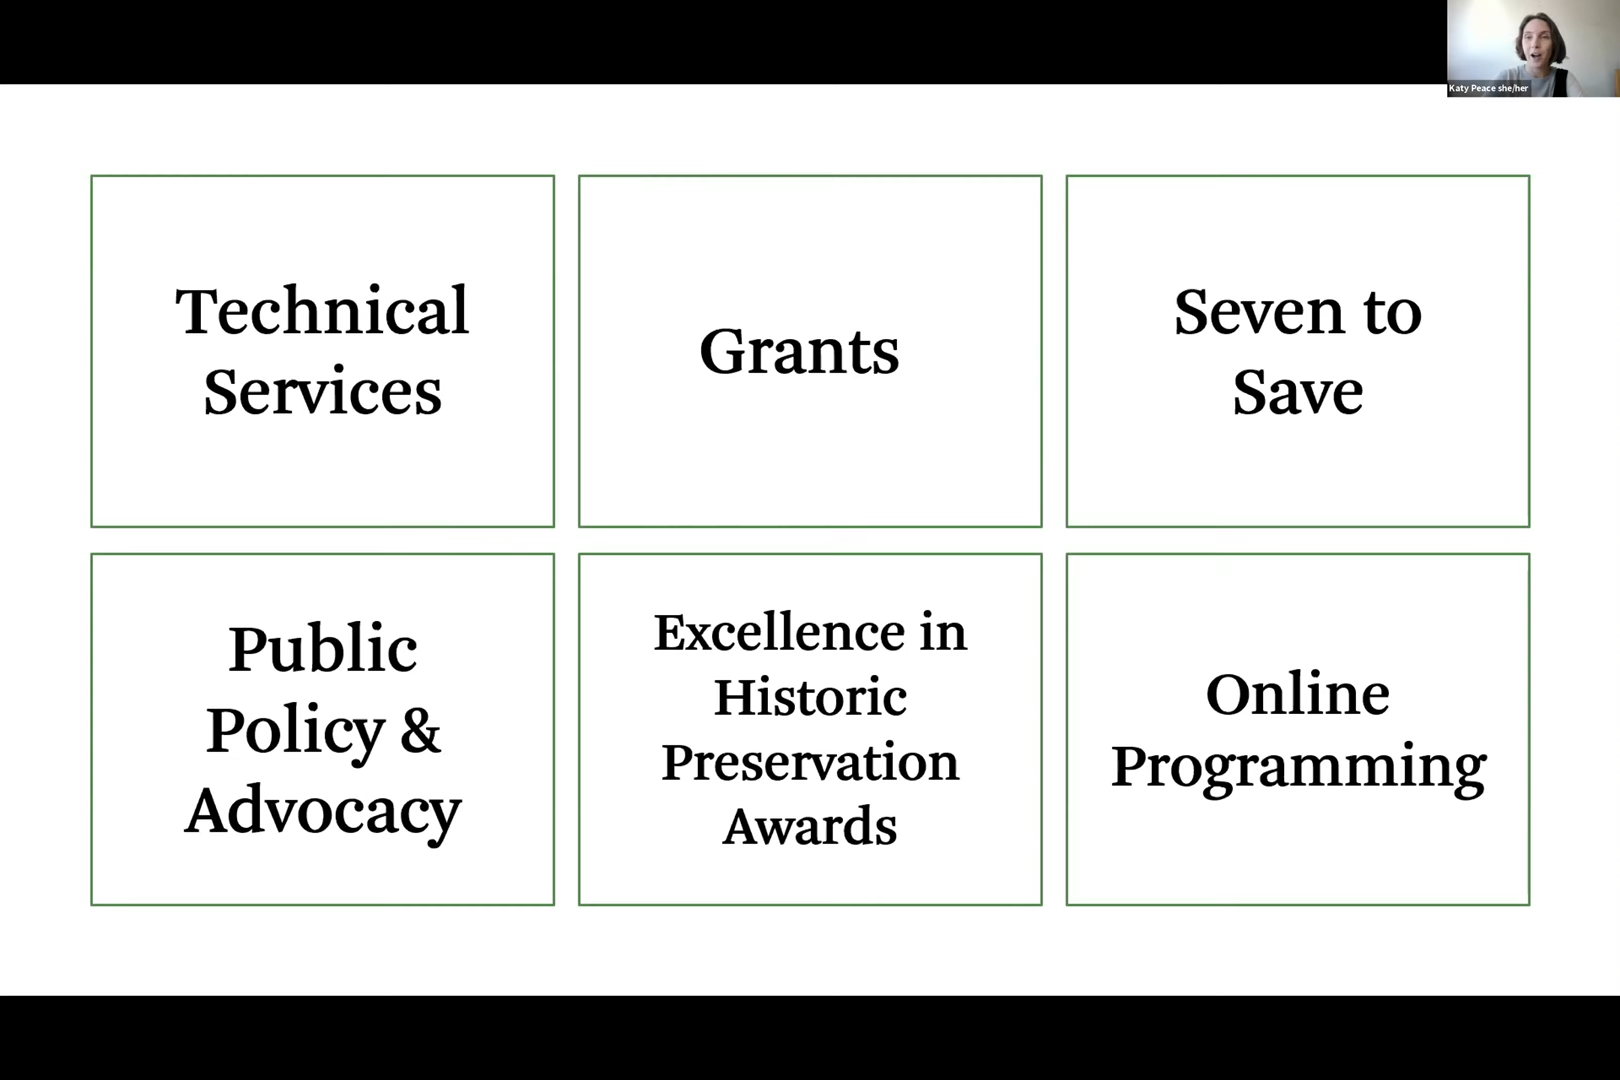 Katy Peace she/her
Technical
Services
Grants
Seven to
Save
Public
Policy &
Advocacy
Excellence in
Historic
Preservation
Awards
Online
Programming